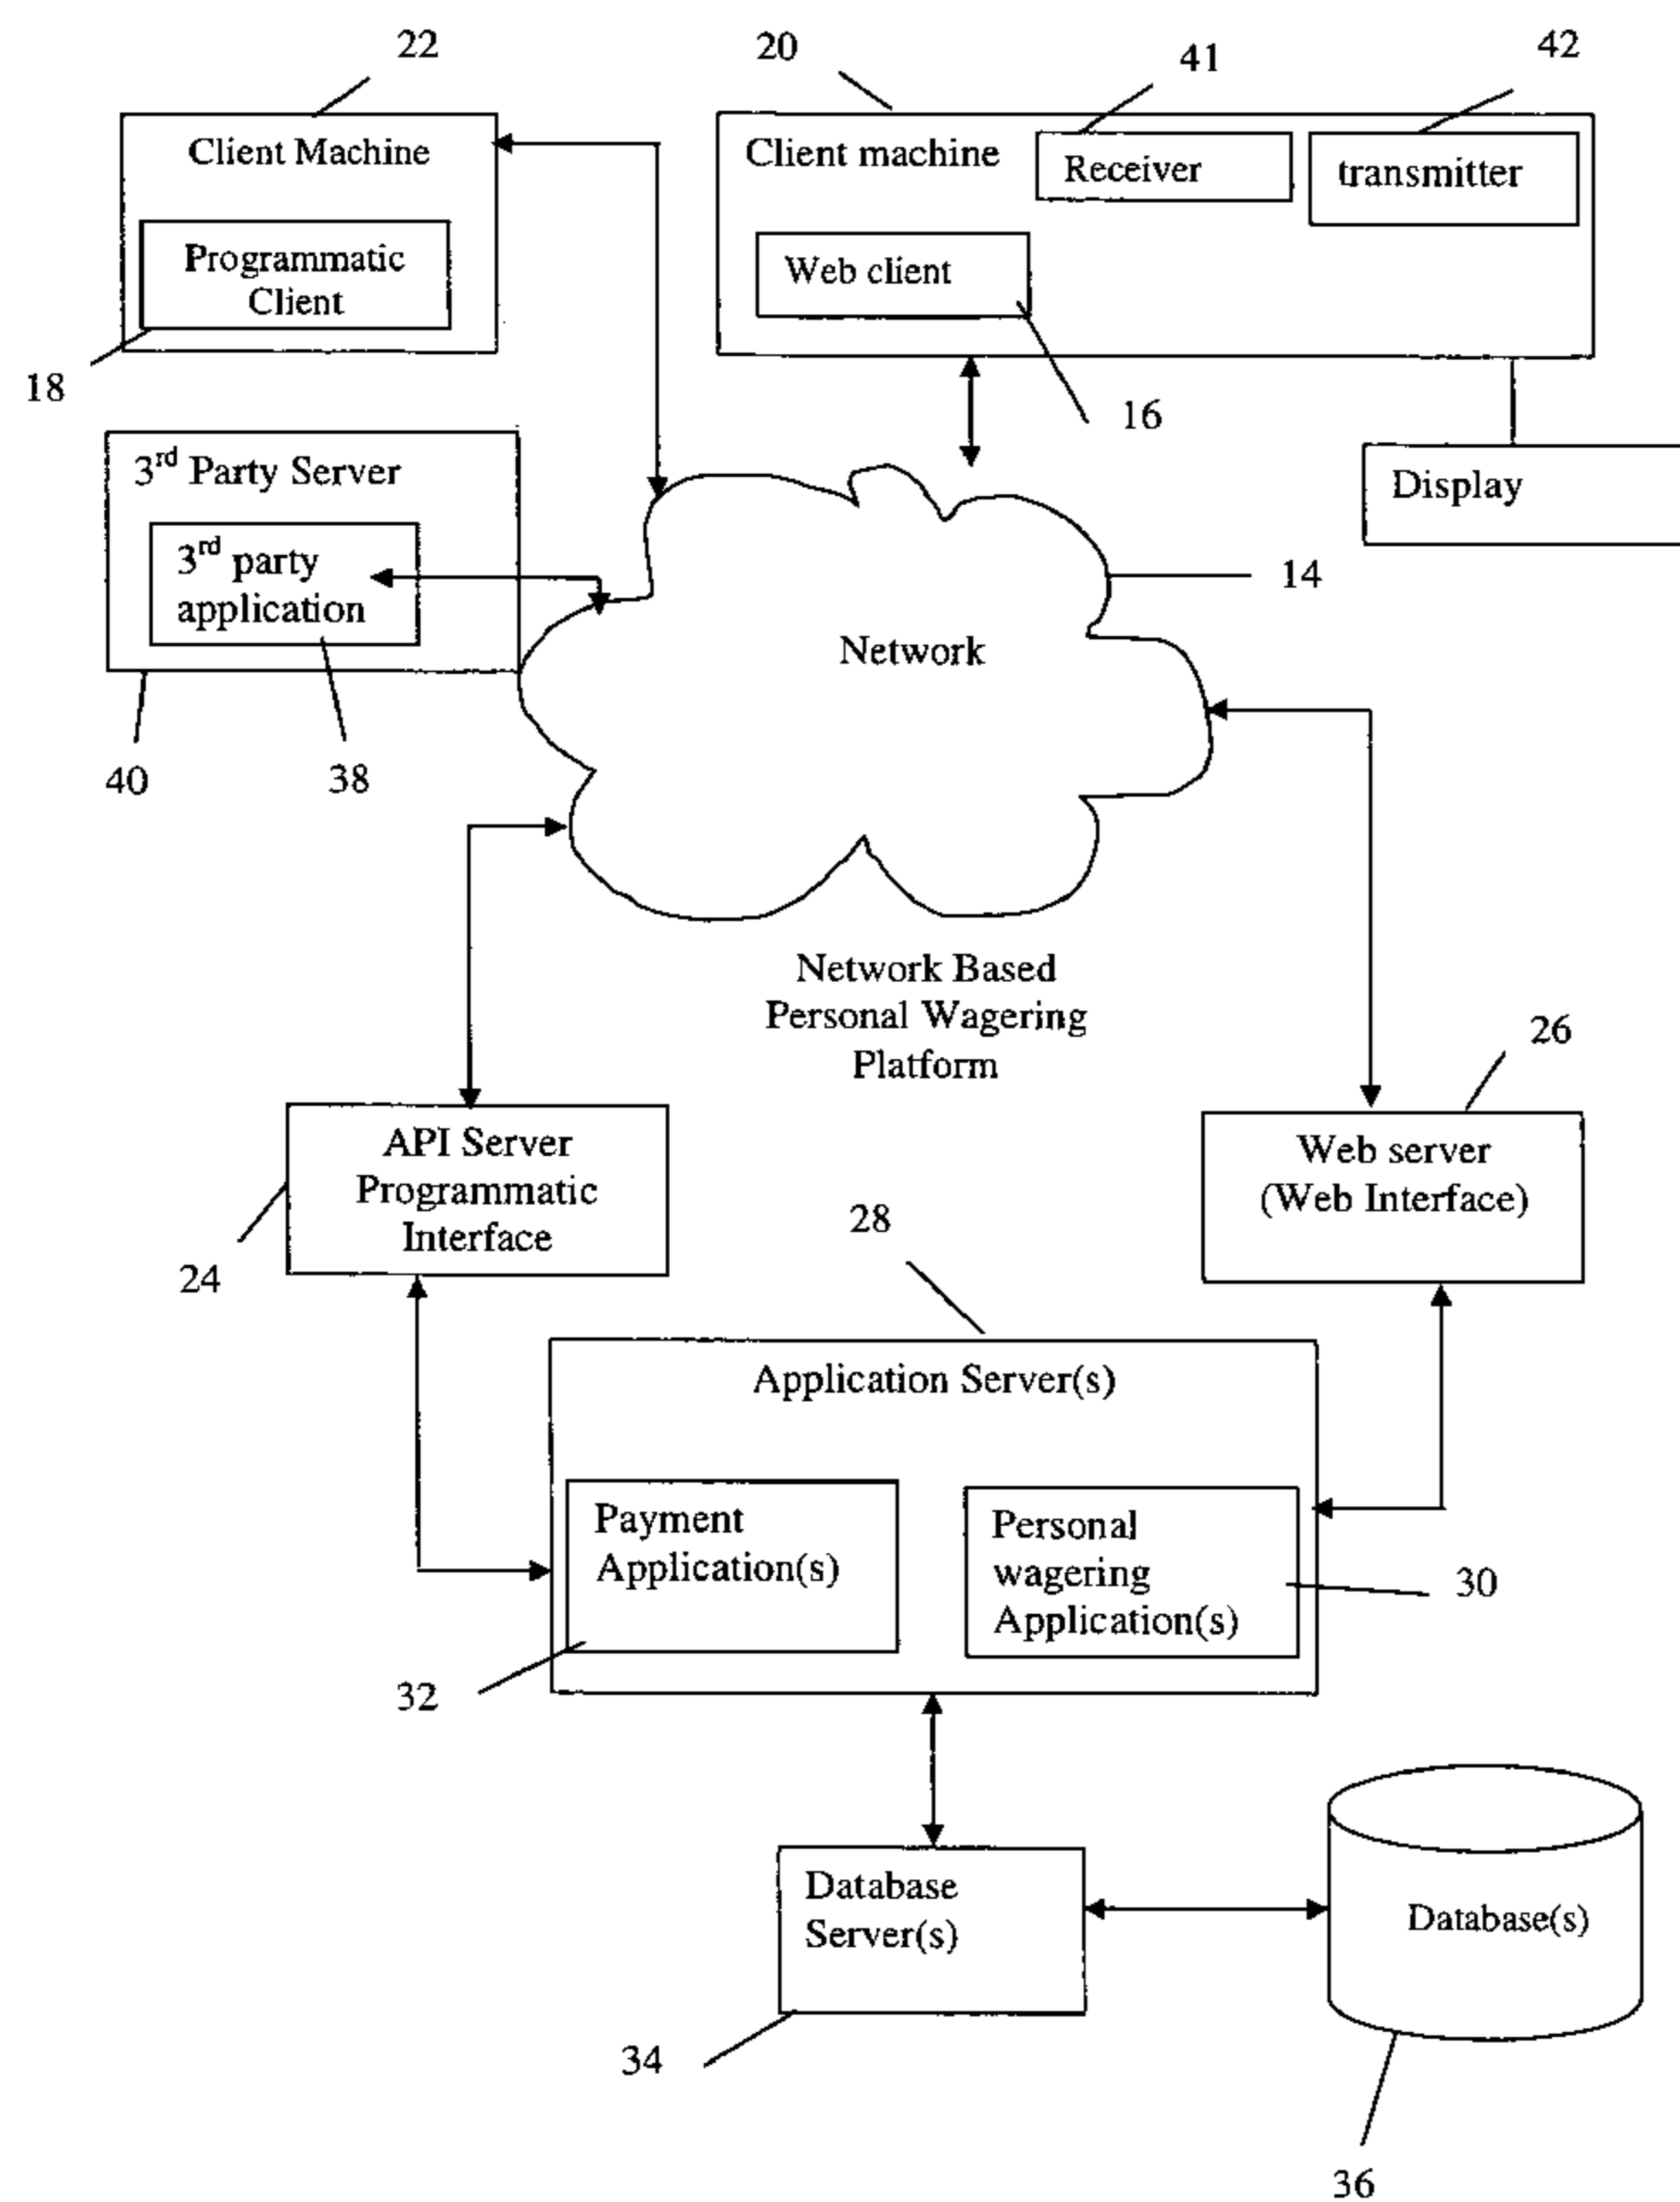 22
20
41
42
Client Machine
Programmatic
Client
18
Client machine
Receiver
transmitter
Web client
16
Display
3rd Party Server
3rd party
application
40
38
Network
14
Network Based
Personal Wagering
Platform
API Server
Programmatic
Interface
24
26
Web server
(Web Interface)
28
Application Server(s)
Payment
Application(s)
32
Personal
wagering
Application(s)
30
Database
Server(s)
34
Database(s)
36